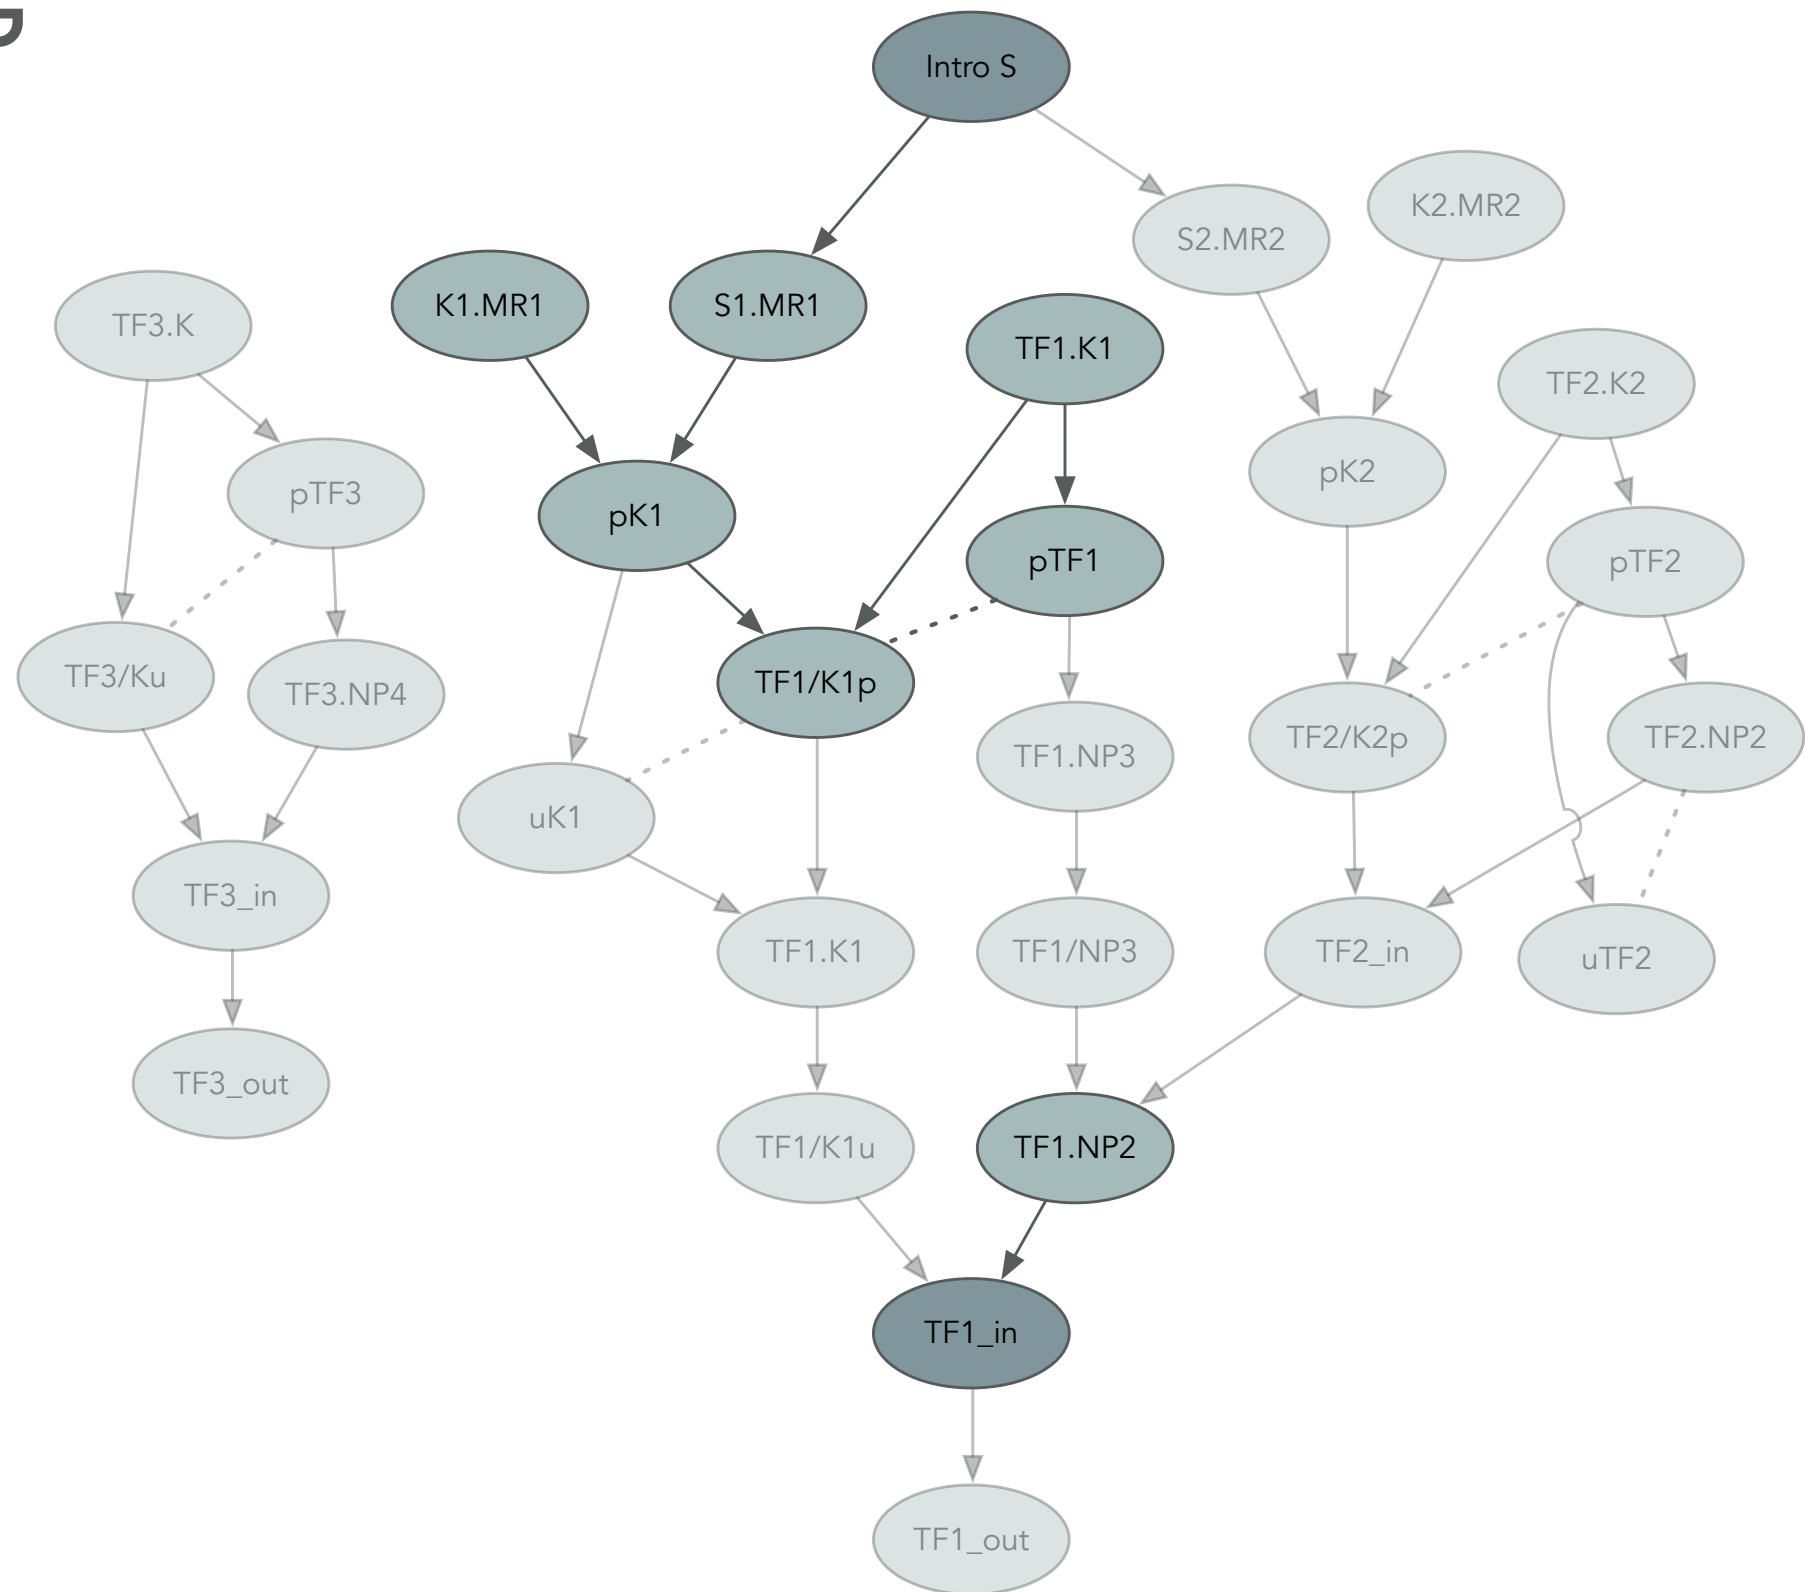 Intro S
K2.MR2
S2.MR2
K1.MR1
S1.MR1
TF3.K
TF1.K1
TF2.K2
pK2
pTF3
pK1
pTF1
pTF2
TF3/Ku
TF1/K1p
TF3.NP4
TF2/K2p
TF2.NP2
TF1.NP3
uK1
TF3_in
TF1.K1
TF1/NP3
TF2_in
uTF2
TF3_out
TF1/K1u
TF1.NP2
TF1_in
TF1_out